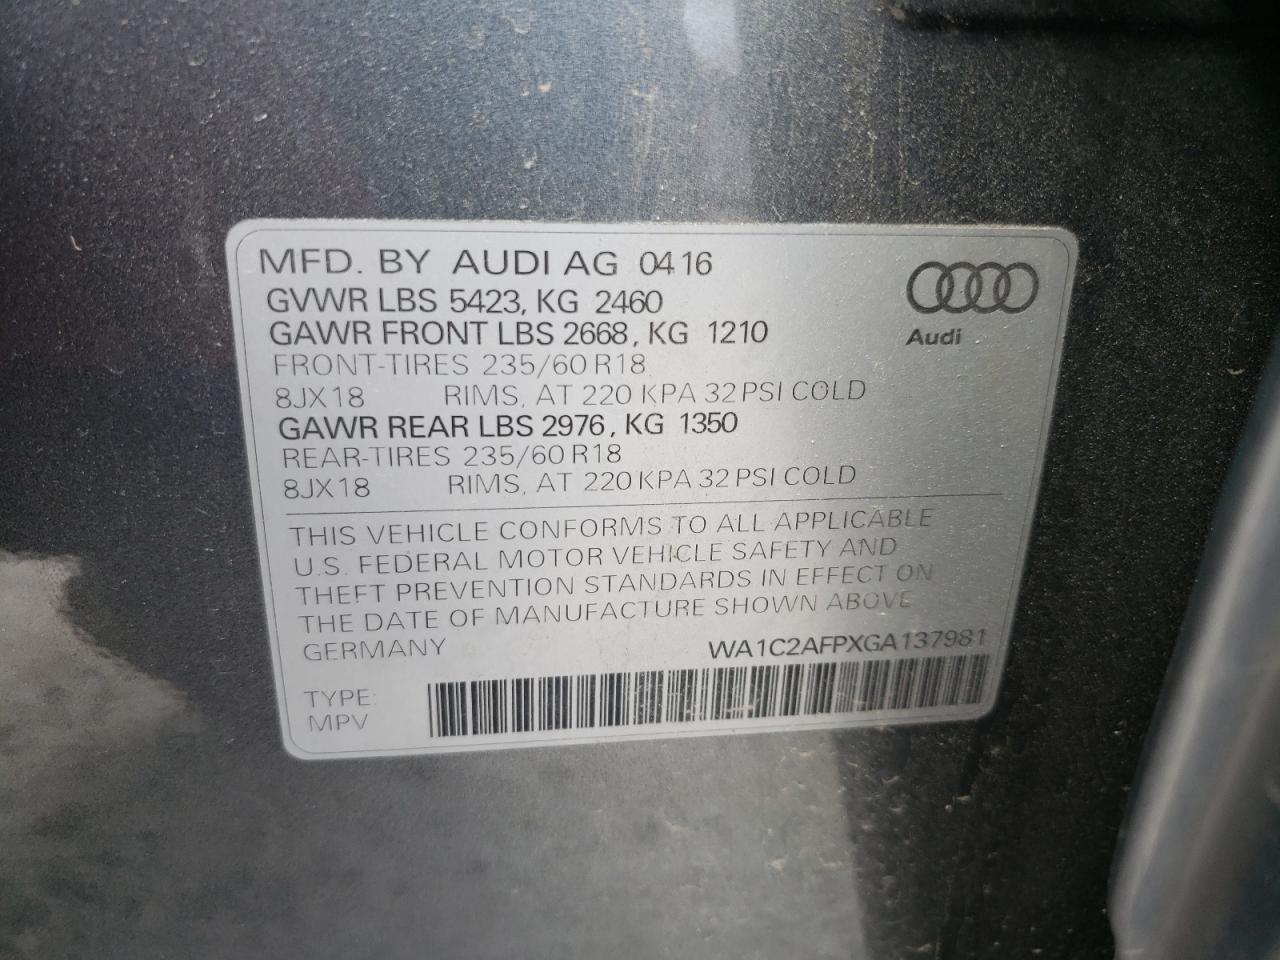 MFD. BY AUDI AG 0416
GVWR LBS 5423, KG 2460
GAWR FRONT LBS 2668, KG 1210
FRONT-TIRES 235/60 R18
8JX18 RIMS, AT 220 KPA 32 PSI COLD
GAWR REAR LBS 2976, KG 1350
REAR-TIRES 235/60 R18
8JX18 RIMS, AT 220 KPA 32 PSI COLD
Audi
THIS VEHICLE CONFORMS TO ALL APPLICABLE
U.S. FEDERAL MOTOR VEHICLE SAFETY AND
THEFT PREVENTION STANDARDS IN EFFECT ON
THE DATE OF MANUFACTURE SHOWN ABOVE
GERMANY WA1C2AFPXGA137981
TYPE:
MPV